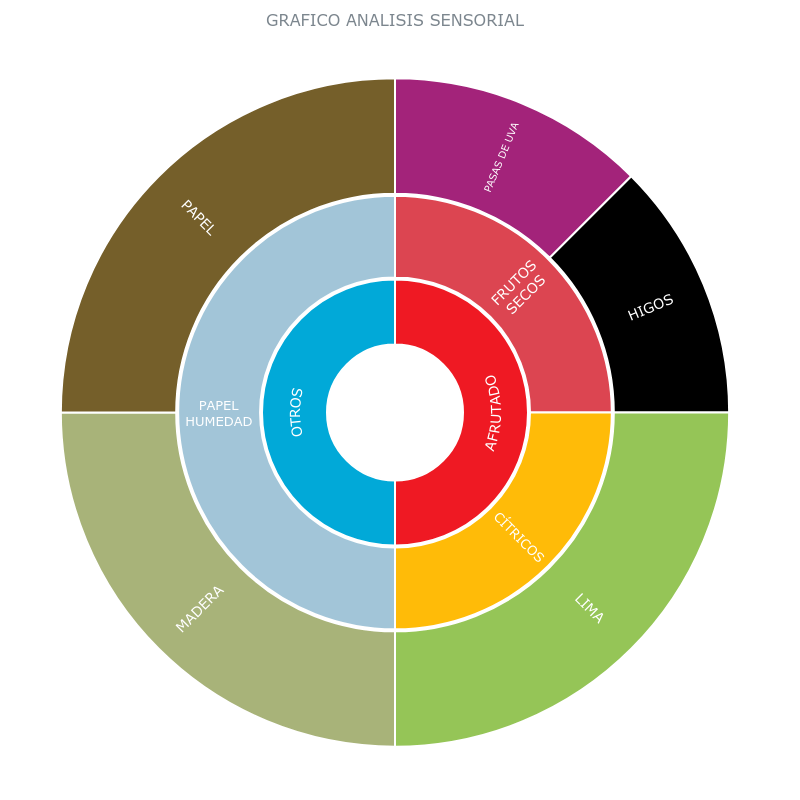 GRAFICO ANALISIS SENSORIAL
PASAS DE UVA
PAPEL
FRUTOS
SECOS
HIGOS
AFRUTADO
OTROS
PAPEL
HUMEDAD
CÍTRICOS
MADERA
LIMA